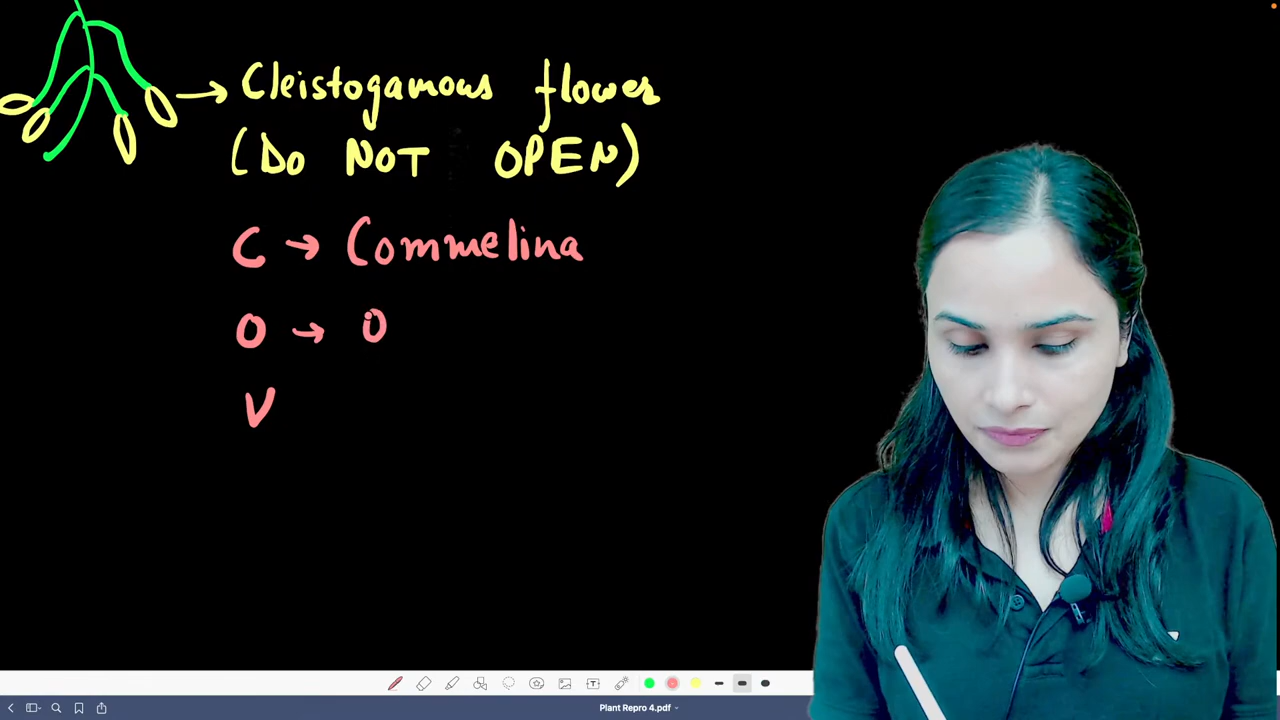 → Cleistogamous flower
(Do NOT OPEN)
C → Commelina
O → O
V
Plant Repro 4.pdf